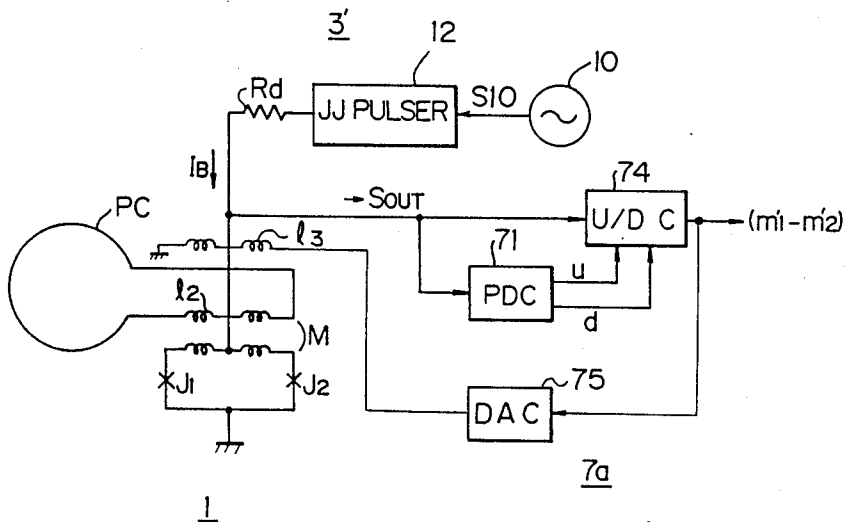 3'
12
10
Rd
JJ PULSER
S10
IB
→ SOUT
74
PC
U/D C
(m'1-m'2)
l3
71
u
PDC
d
l2
M
J1
J2
75
DAC
7a
1